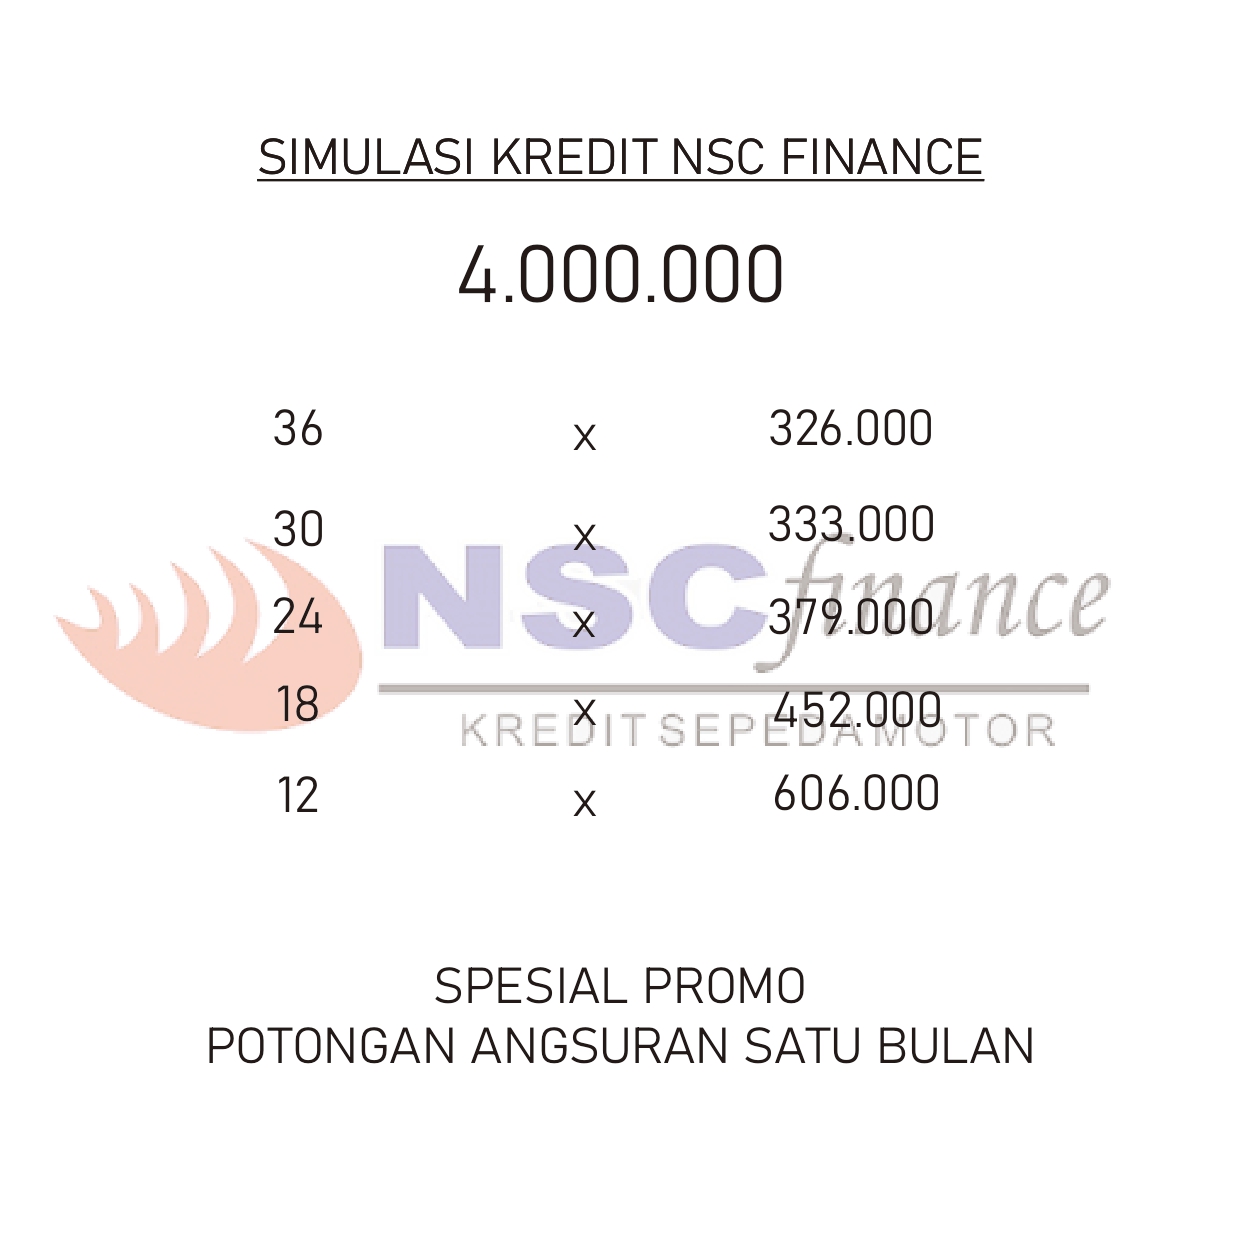 SIMULASI KREDIT NSC FINANCE
4.000.000
36 x 326.000
30 x 333.000
NSC finance
24 x 379.000
18 x 452.000
KREDIT SEPEDA MOTOR
12 x 606.000
SPESIAL PROMO
POTONGAN ANGSURAN SATU BULAN